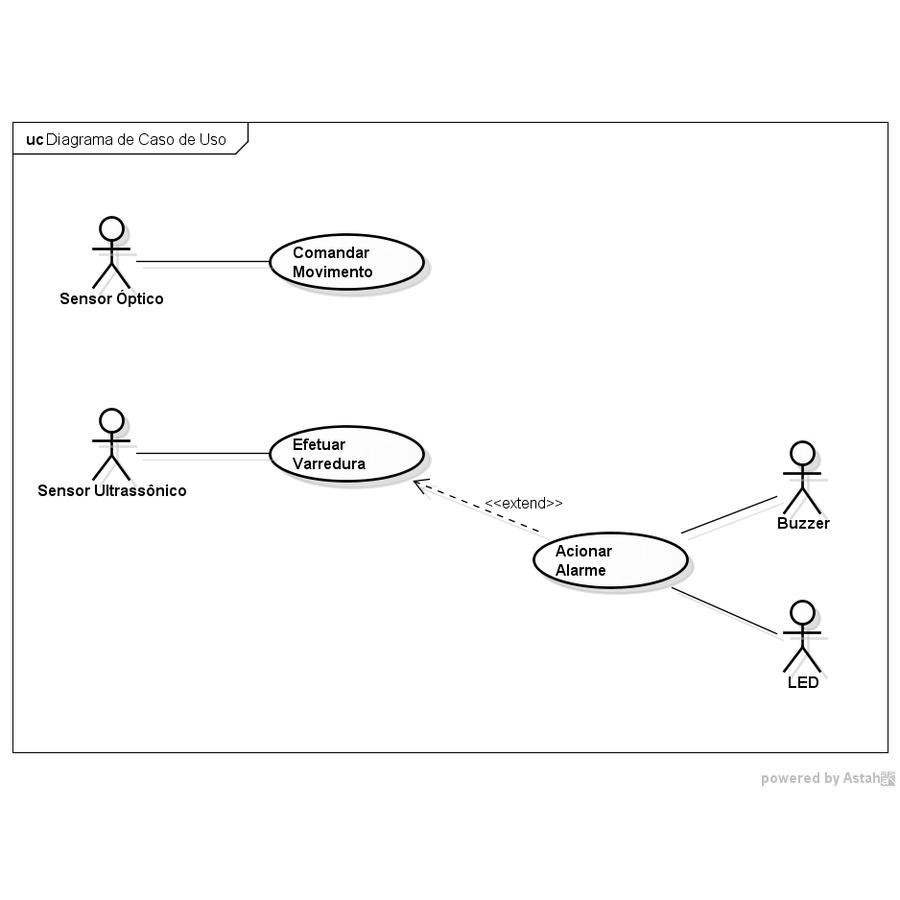 uc Diagrama de Caso de Uso
Comandar
Movimento
Sensor Óptico
Efetuar
Varredura
Sensor Ultrassônico
<<extend>>
Buzzer
Acionar
Alarme
LED
powered by Astah